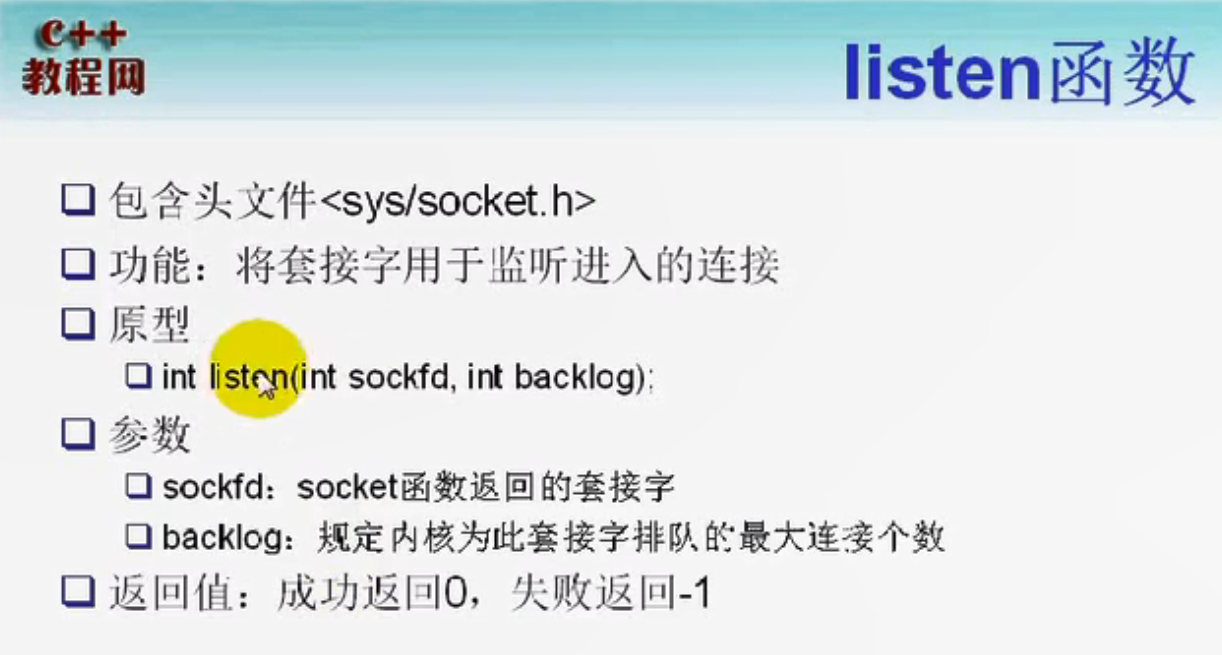 C++
教程网
listen函数
包含头文件<sys/socket.h>
功能：将套接字用于监听进入的连接
原型
int listen(int sockfd, int backlog);
参数
sockfd：socket函数返回的套接字
backlog：规定内核为此套接字排队的最大连接个数
返回值：成功返回0，失败返回-1